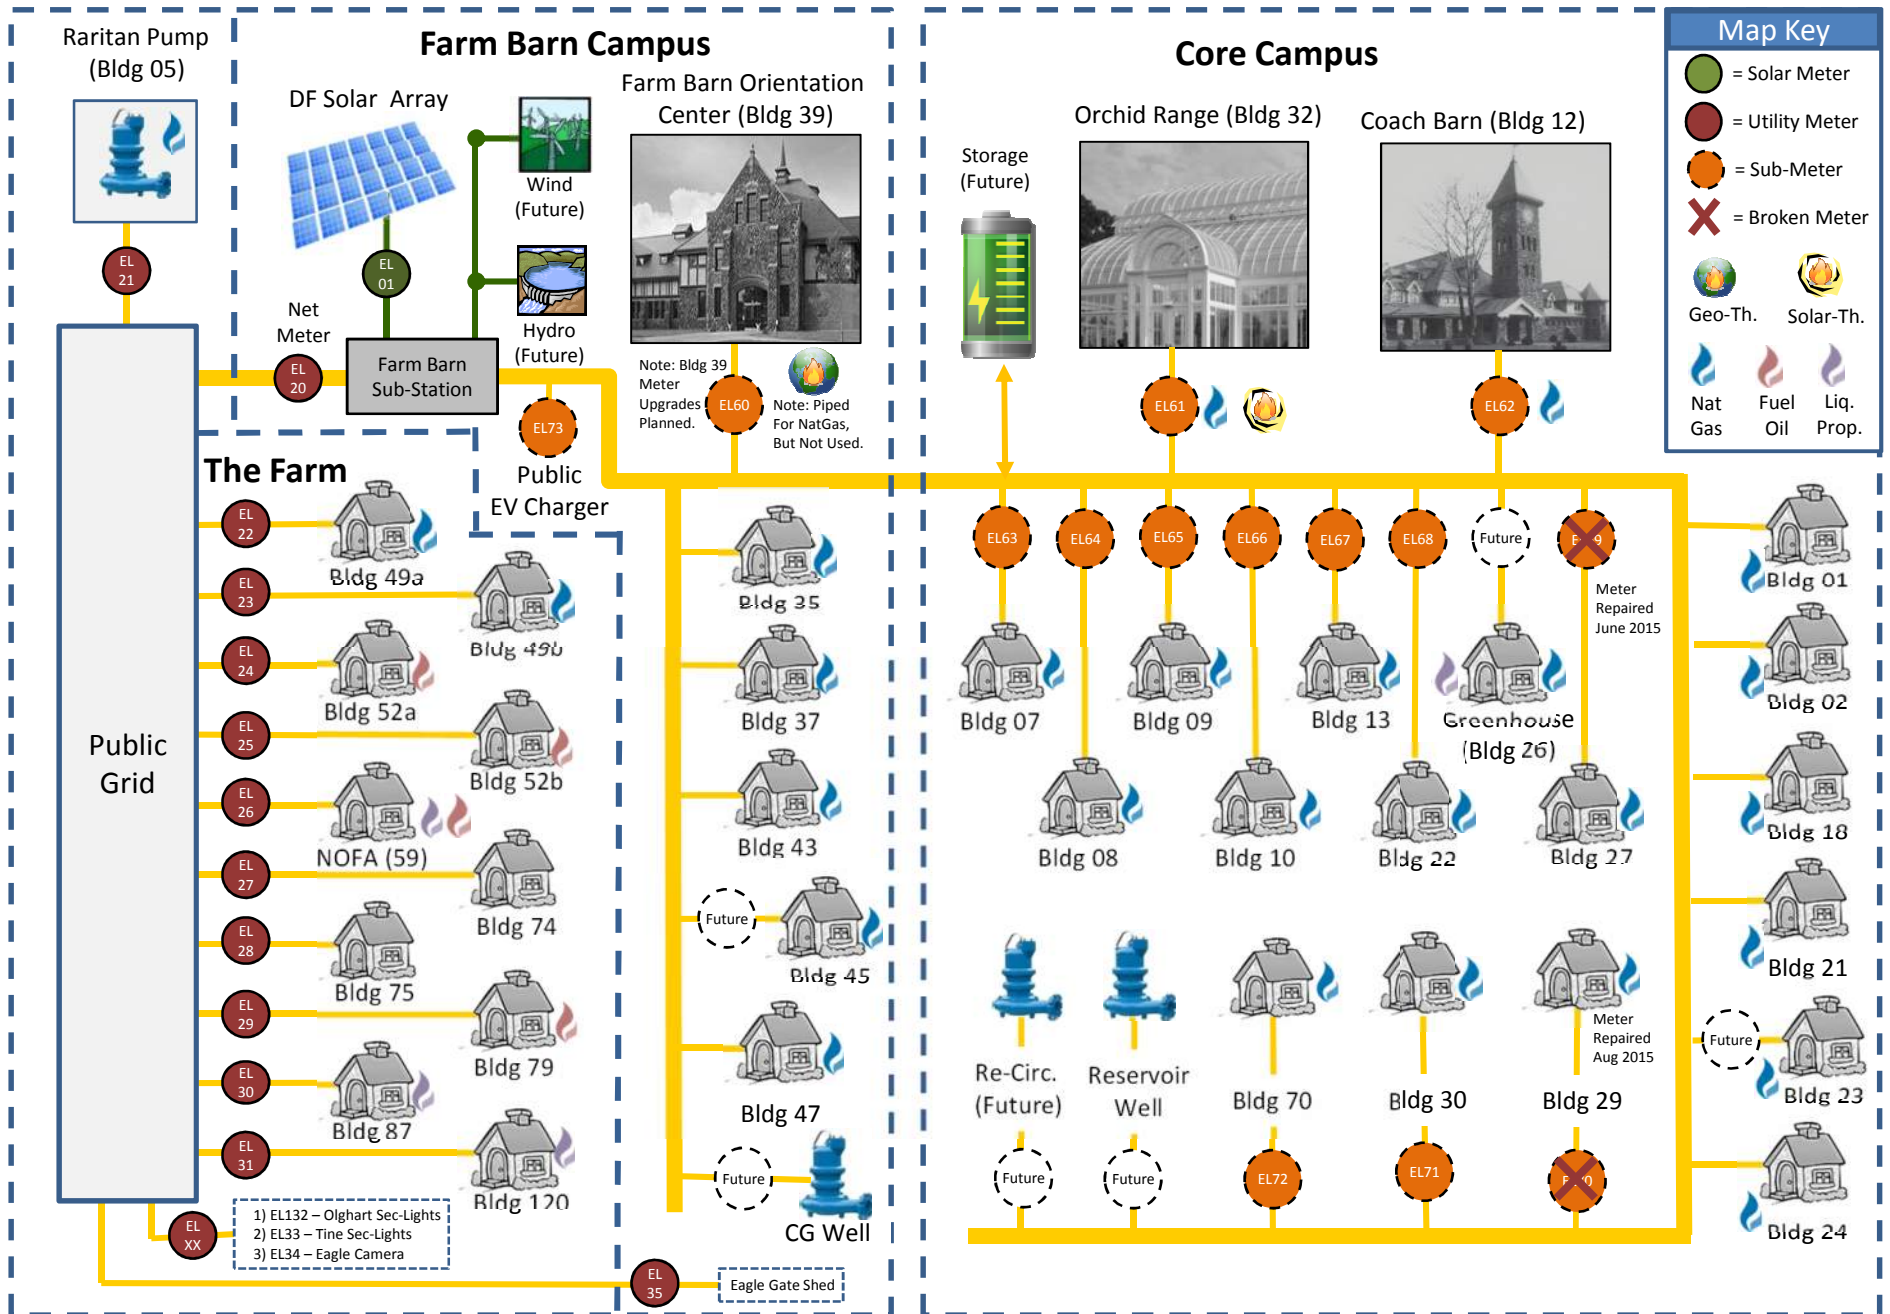 Raritan Pump
(Bldg 05)
EL
21
Public
Grid
Farm Barn Campus
DF Solar Array
EL
01
Wind
(Future)
Hydro
(Future)
Net
Meter
EL
20
Farm Barn
Sub-Station
EL73
Public
EV Charger
Farm Barn Orientation
Center (Bldg 39)
Note: Bldg 39
Meter
Upgrades
Planned.
EL60
Note: Piped
For NatGas,
But Not Used.
The Farm
EL
22
Bldg 49a
EL
23
Bldg 49b
EL
24
Bldg 52a
EL
25
Bldg 52b
EL
26
NOFA (59)
EL
27
Bldg 74
EL
28
Bldg 75
EL
29
Bldg 79
EL
30
Bldg 87
EL
31
Bldg 120
EL
XX
1) EL132 – Olghart Sec-Lights
2) EL33 – Tine Sec-Lights
3) EL34 – Eagle Camera
EL
35
Eagle Gate Shed
Bldg 35
Bldg 37
Bldg 43
Future
Bldg 45
Bldg 47
Future
CG Well
Core Campus
Storage
(Future)
Orchid Range (Bldg 32)
EL61
Coach Barn (Bldg 12)
EL62
EL63
EL64
EL65
EL66
EL67
EL68
Future
Meter
Repaired
June 2015
Bldg 07
Bldg 09
Bldg 13
Greenhouse
(Bldg 26)
Bldg 08
Bldg 10
Bldg 22
Bldg 27
Re-Circ.
(Future)
Reservoir
Well
Bldg 70
Bldg 30
Meter
Repaired
Aug 2015
Bldg 29
Future
Future
EL72
EL71
Bldg 01
Bldg 02
Bldg 18
Bldg 21
Future
Bldg 23
Bldg 24
Map Key
= Solar Meter
= Utility Meter
= Sub-Meter
= Broken Meter
Geo-Th.
Solar-Th.
Nat
Gas
Fuel
Oil
Liq.
Prop.